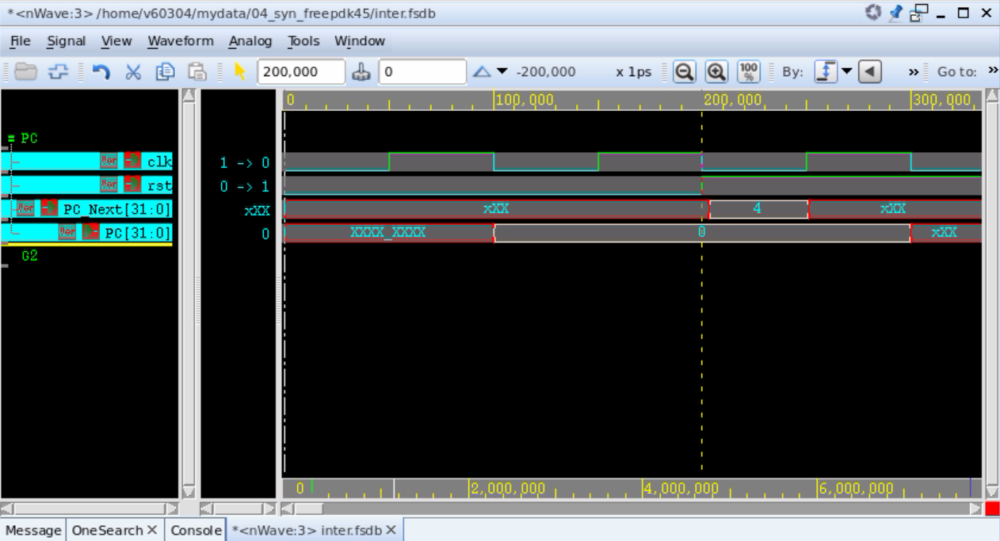 *<nWave:3> /home/v60304/mydata/04_syn_freepdk45/inter.fsdb
File Signal View Waveform Analog Tools Window
200,000 0 -200,000 x 1ps 100 % By: » Go to: »
0 100,000 200,000 300,000
PC
clk 1 -> 0
rst 0 -> 1
PC_Next[31:0] xXX xXX 4 xXX
PC[31:0] 0 XXXX_XXXX 0 xXX
G2
0 2,000,000 4,000,000 6,000,000
Message OneSearch × Console *<nWave:3> inter.fsdb ×